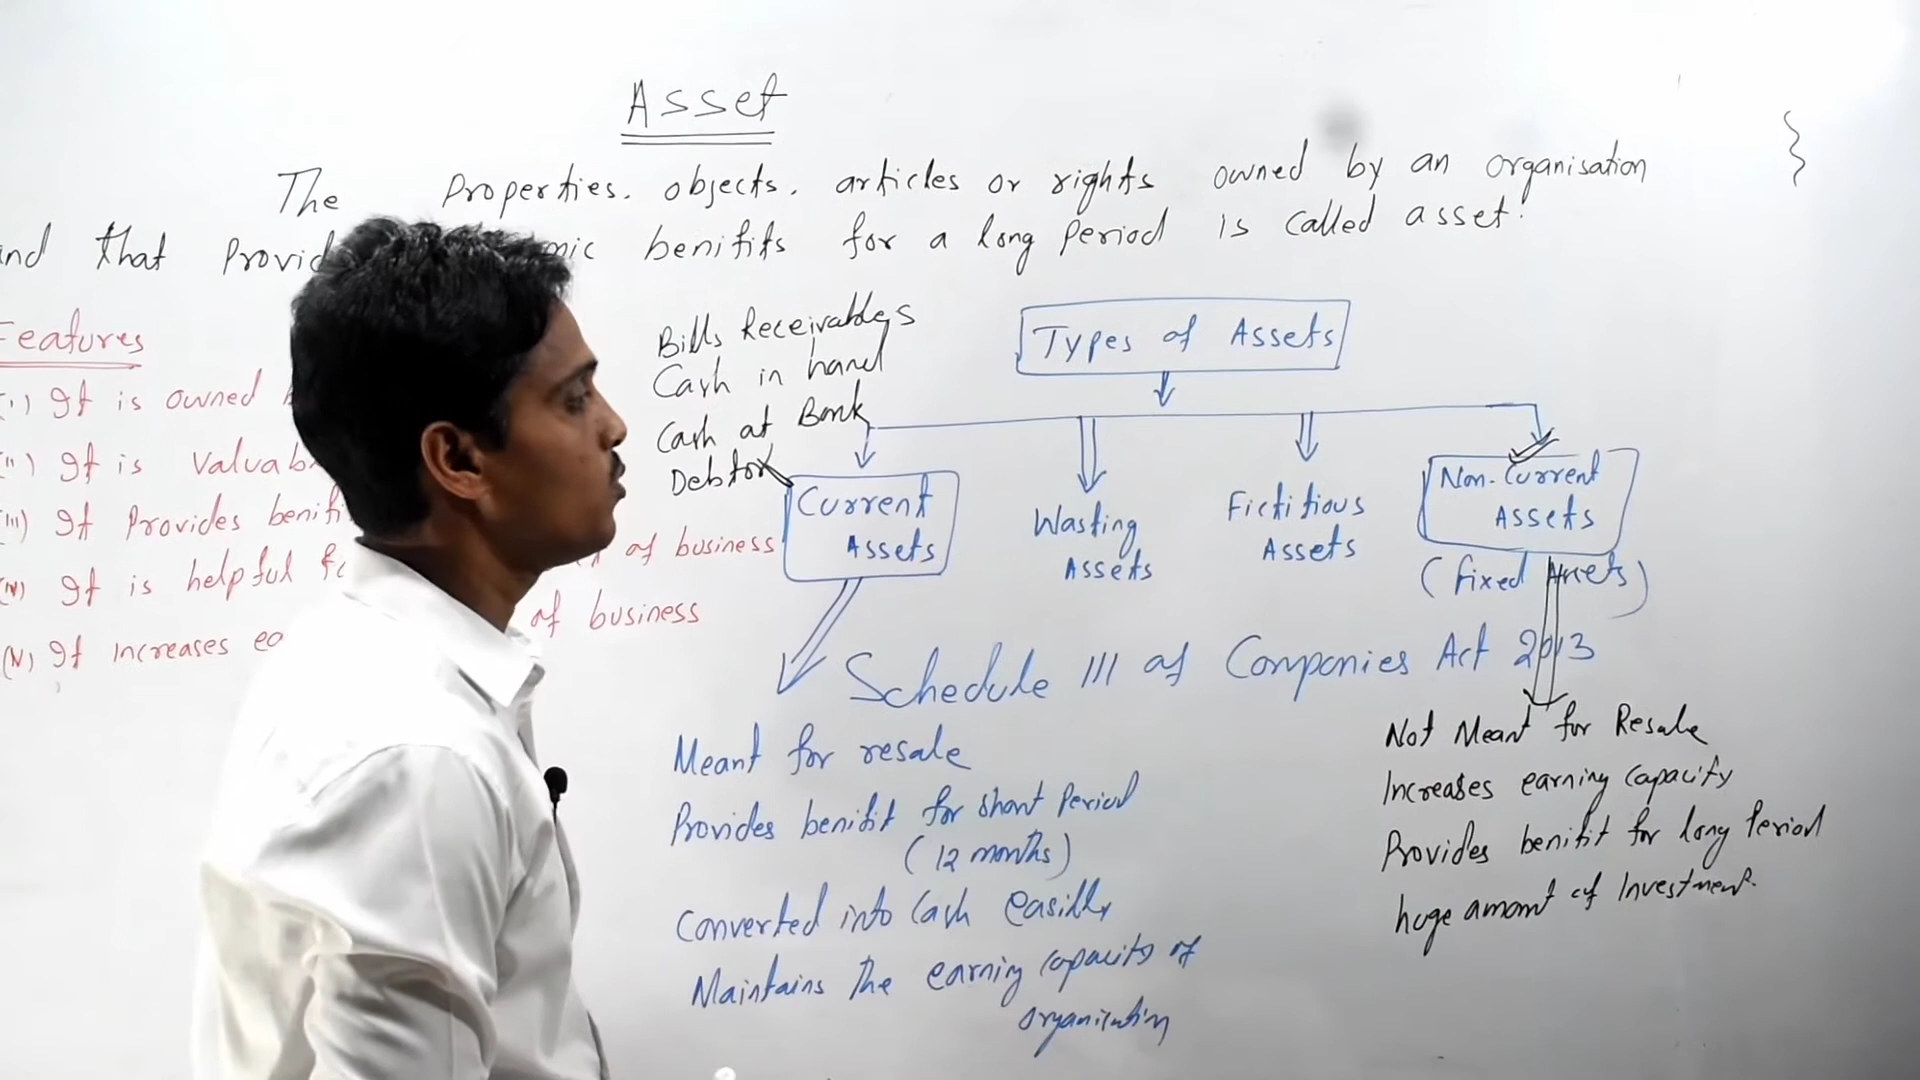 Asset
The Properties. objects. articles or rights owned by an organisation
and that Provid mic benifits for a long Period is called asset.
Features
(i) It is owned
(ii) It is Valuab
(iii) It Provides benifi
(iv) It is helpful of business
(v) It increases ea of business
Bills Receivables
Cash in hand
Cash at Bank
Debtor
Types of Assets
Current
Assets
Wasting
Assets
Fictitious
Assets
Non-Current
Assets
(Fixed Assets)
Schedule III of Companies Act 2013
Meant for resale
Provides benifit for short Period
(12 months)
Converted into Cash easilly
Maintains the earning capacity of
organisation
Not Meant for Resale
Increases earning capacity
Provides benifit for long Period
huge amount of Investment.